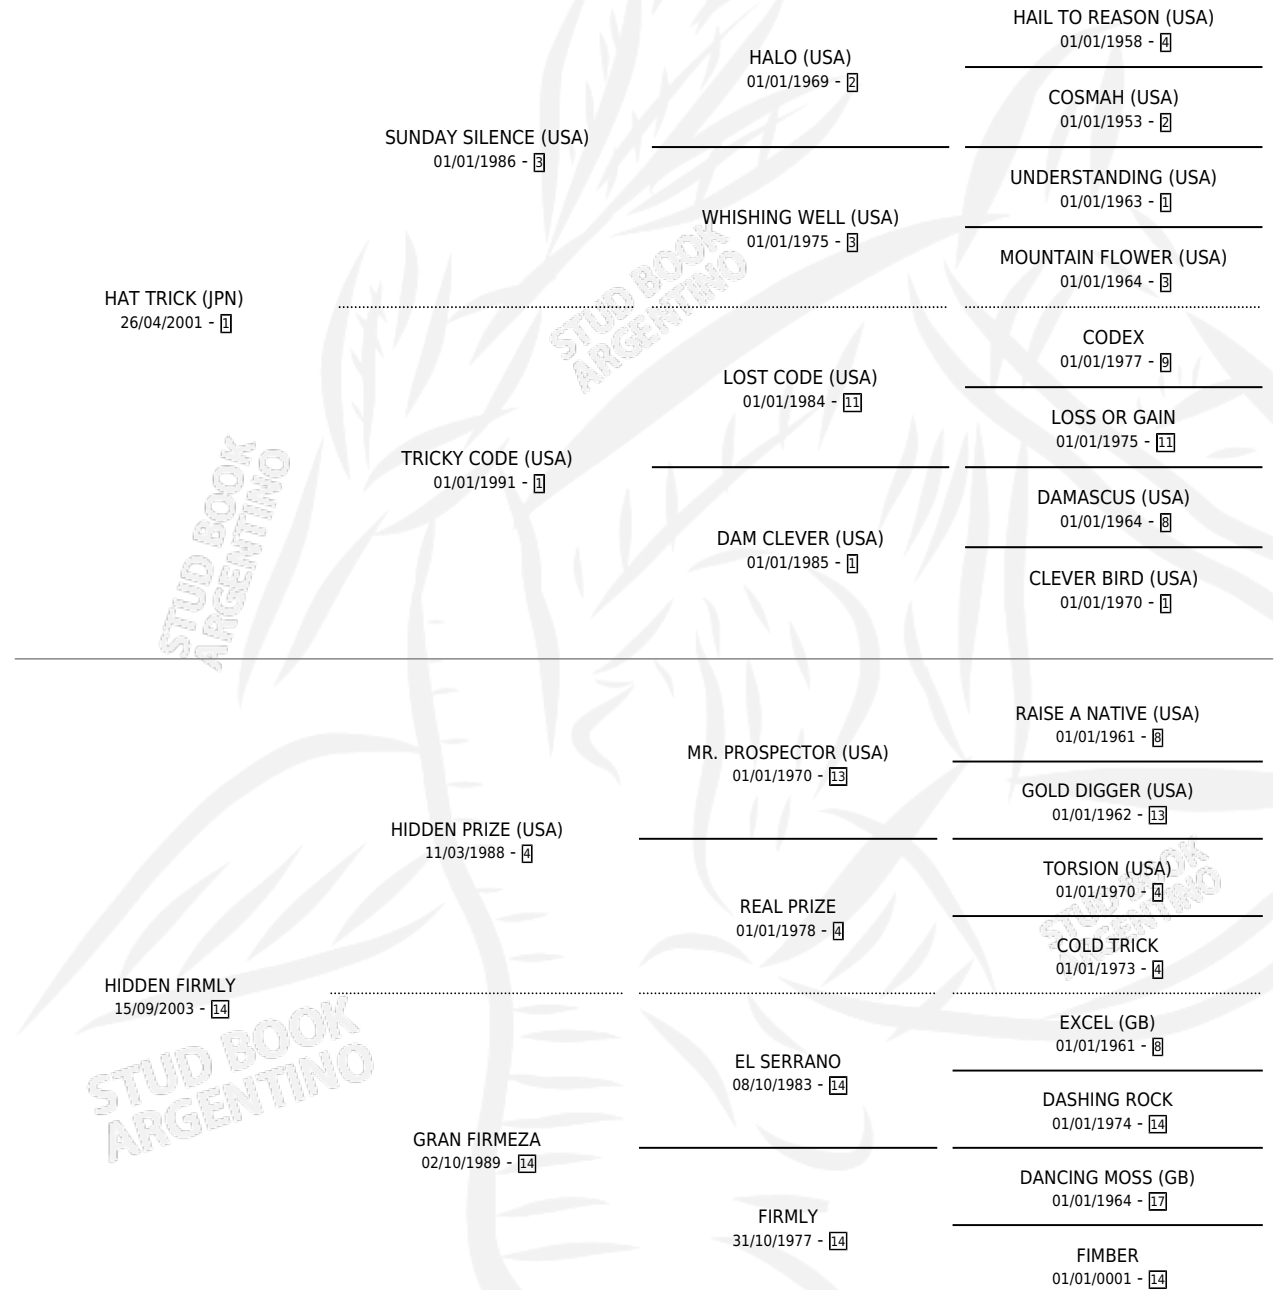 HAIL TO REASON (USA)
01/01/1958 - 4
HALO (USA)
01/01/1969 - 2
COSMAH (USA)
01/01/1953 - 2
SUNDAY SILENCE (USA)
01/01/1986 - 3
UNDERSTANDING (USA)
01/01/1963 - 1
WHISHING WELL (USA)
01/01/1975 - 3
MOUNTAIN FLOWER (USA)
01/01/1964 - 3
HAT TRICK (JPN)
26/04/2001 - 1
CODEX
01/01/1977 - 9
LOST CODE (USA)
01/01/1984 - 11
LOSS OR GAIN
01/01/1975 - 11
TRICKY CODE (USA)
01/01/1991 - 1
DAMASCUS (USA)
01/01/1964 - 8
DAM CLEVER (USA)
01/01/1985 - 1
CLEVER BIRD (USA)
01/01/1970 - 1
RAISE A NATIVE (USA)
01/01/1961 - 8
MR. PROSPECTOR (USA)
01/01/1970 - 13
GOLD DIGGER (USA)
01/01/1962 - 13
HIDDEN PRIZE (USA)
11/03/1988 - 4
TORSION (USA)
01/01/1970 - 4
REAL PRIZE
01/01/1978 - 4
COLD TRICK
01/01/1973 - 4
HIDDEN FIRMLY
15/09/2003 - 14
EXCEL (GB)
01/01/1961 - 8
EL SERRANO
08/10/1983 - 14
DASHING ROCK
01/01/1974 - 14
GRAN FIRMEZA
02/10/1989 - 14
DANCING MOSS (GB)
01/01/1964 - 17
FIRMLY
31/10/1977 - 14
FIMBER
01/01/0001 - 14
STUD BOOK
ARGENTINO
STUD BOOK
ARGENTINO
STUD BOOK
ARGENTINO
STUD BOOK
ARGENTINO